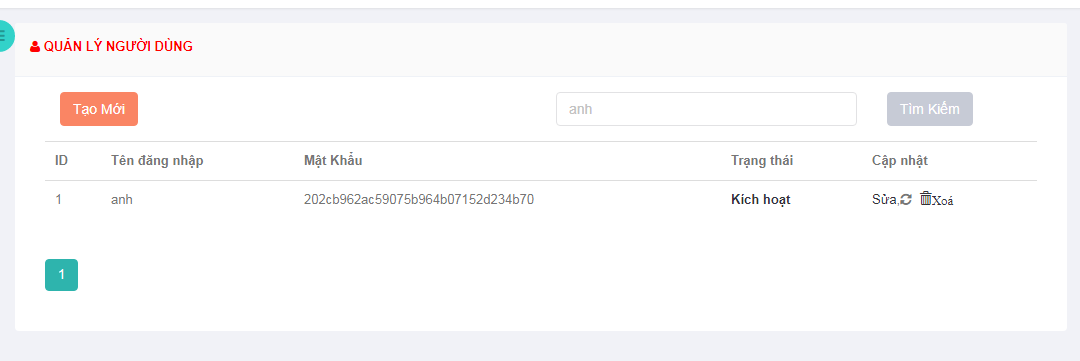 QUẢN LÝ NGƯỜI DÙNG
Tạo Mới anh Tìm Kiếm
ID Tên đăng nhập Mật Khẩu Trạng thái Cập nhật
1 anh 202cb962ac59075b964b07152d234b70 Kích hoạt Sửa, Xoá
1